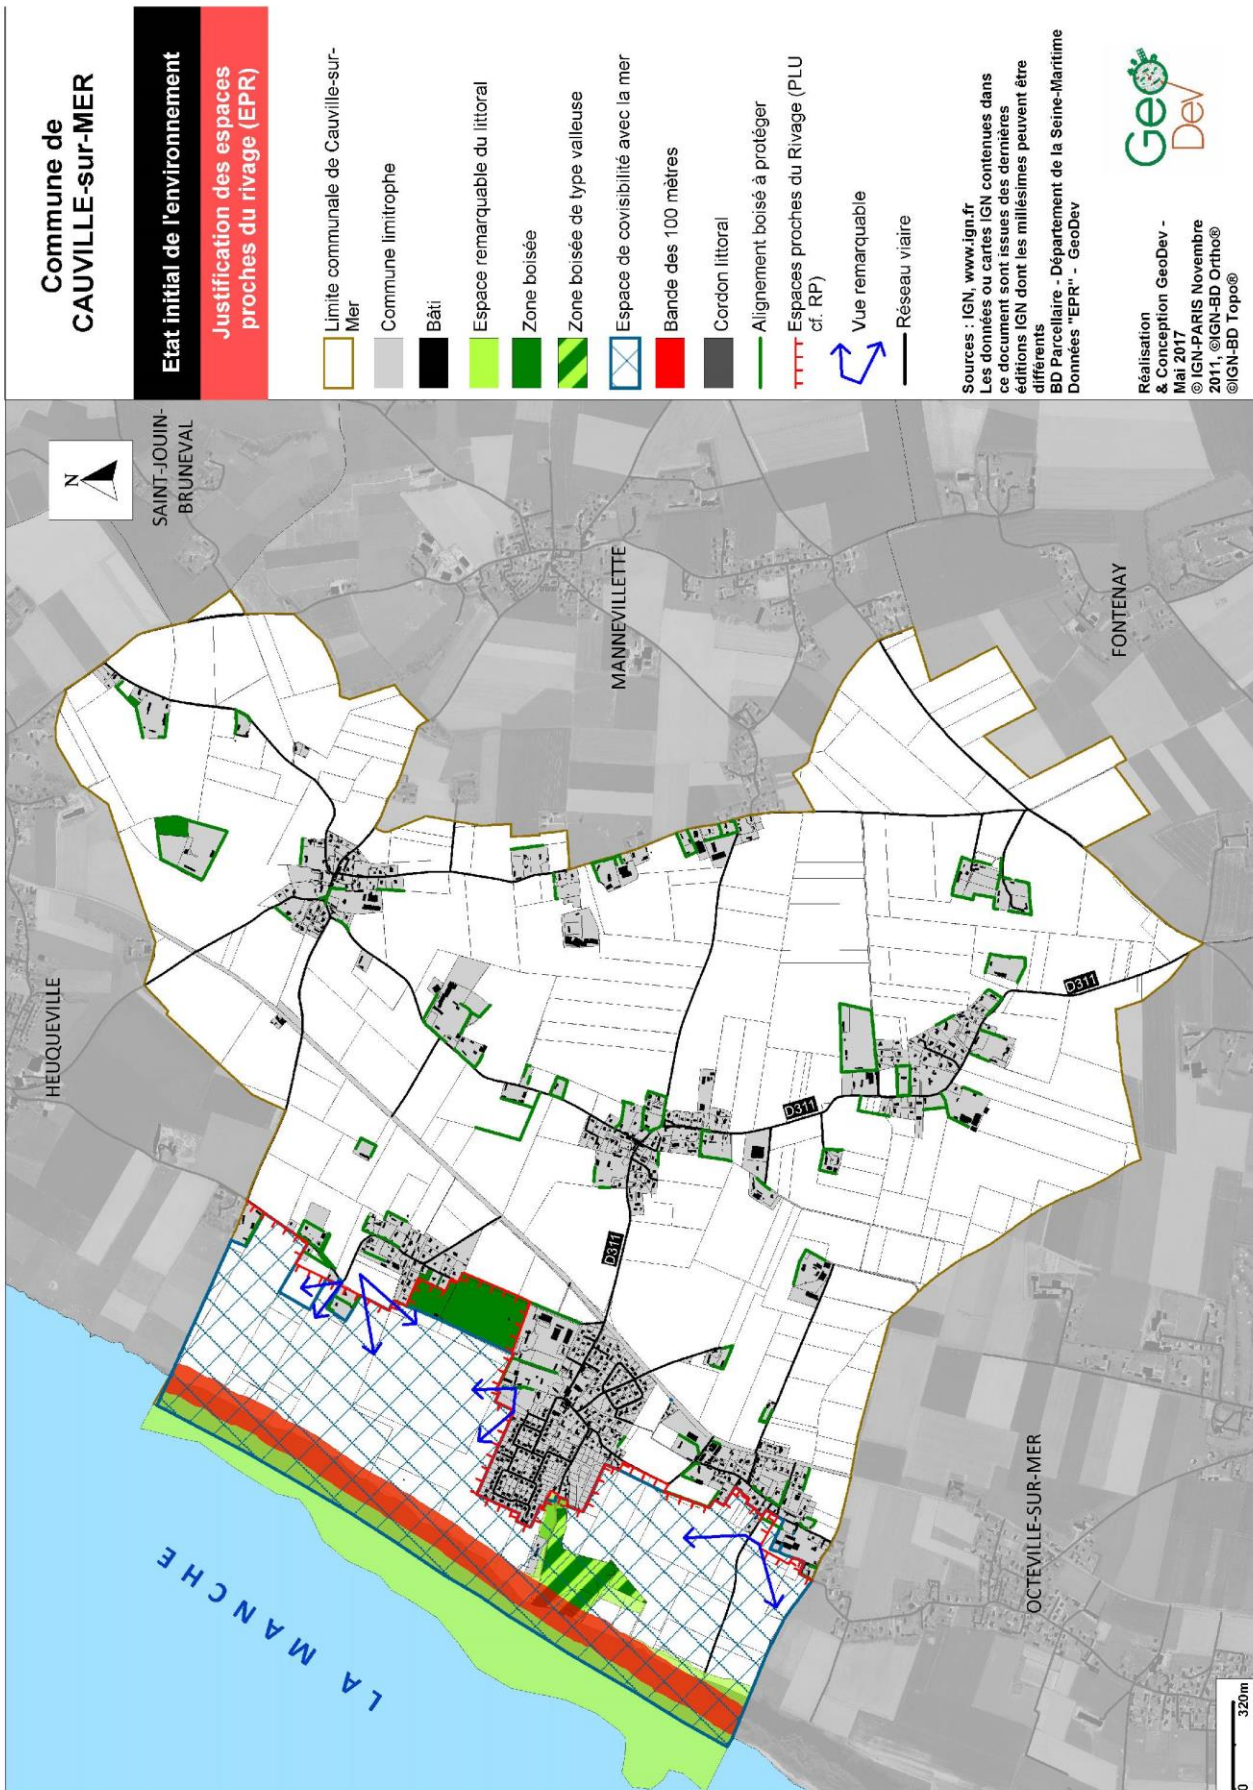 Commune de
CAUVILLE-sur-MER
Etat initial de l'environnement
Justification des espaces
proches du rivage (EPR)
Limite communale de Cauville-sur-
Mer
Commune limitrophe
Bâti
Espace remarquable du littoral
Zone boisée
Zone boisée de type valleuse
Espace de covisibilité avec la mer
Bande des 100 mètres
Cordon littoral
Alignement boisé à protéger
Espaces proches du Rivage (PLU
cf. RP)
Vue remarquable
Réseau viaire
Sources : IGN, www.ign.fr
Les données ou cartes IGN contenues dans
ce document sont issues des dernières
éditions IGN dont les millésimes peuvent être
différents
BD Parcellaire - Département de la Seine-Maritime
Données "EPR" - GeoDev
Réalisation
& Conception GeoDev -
Mai 2017
© IGN-PARIS Novembre
2011, ©IGN-BD Ortho®
©IGN-BD Topo®
Geo
Dev
N
SAINT-JOUIN-
BRUNEVAL
HEUQUEVILLE
MANNEVILLETTE
FONTENAY
D311
D311
D311
OCTEVILLE-SUR-MER
LA MANCHE
0 320m